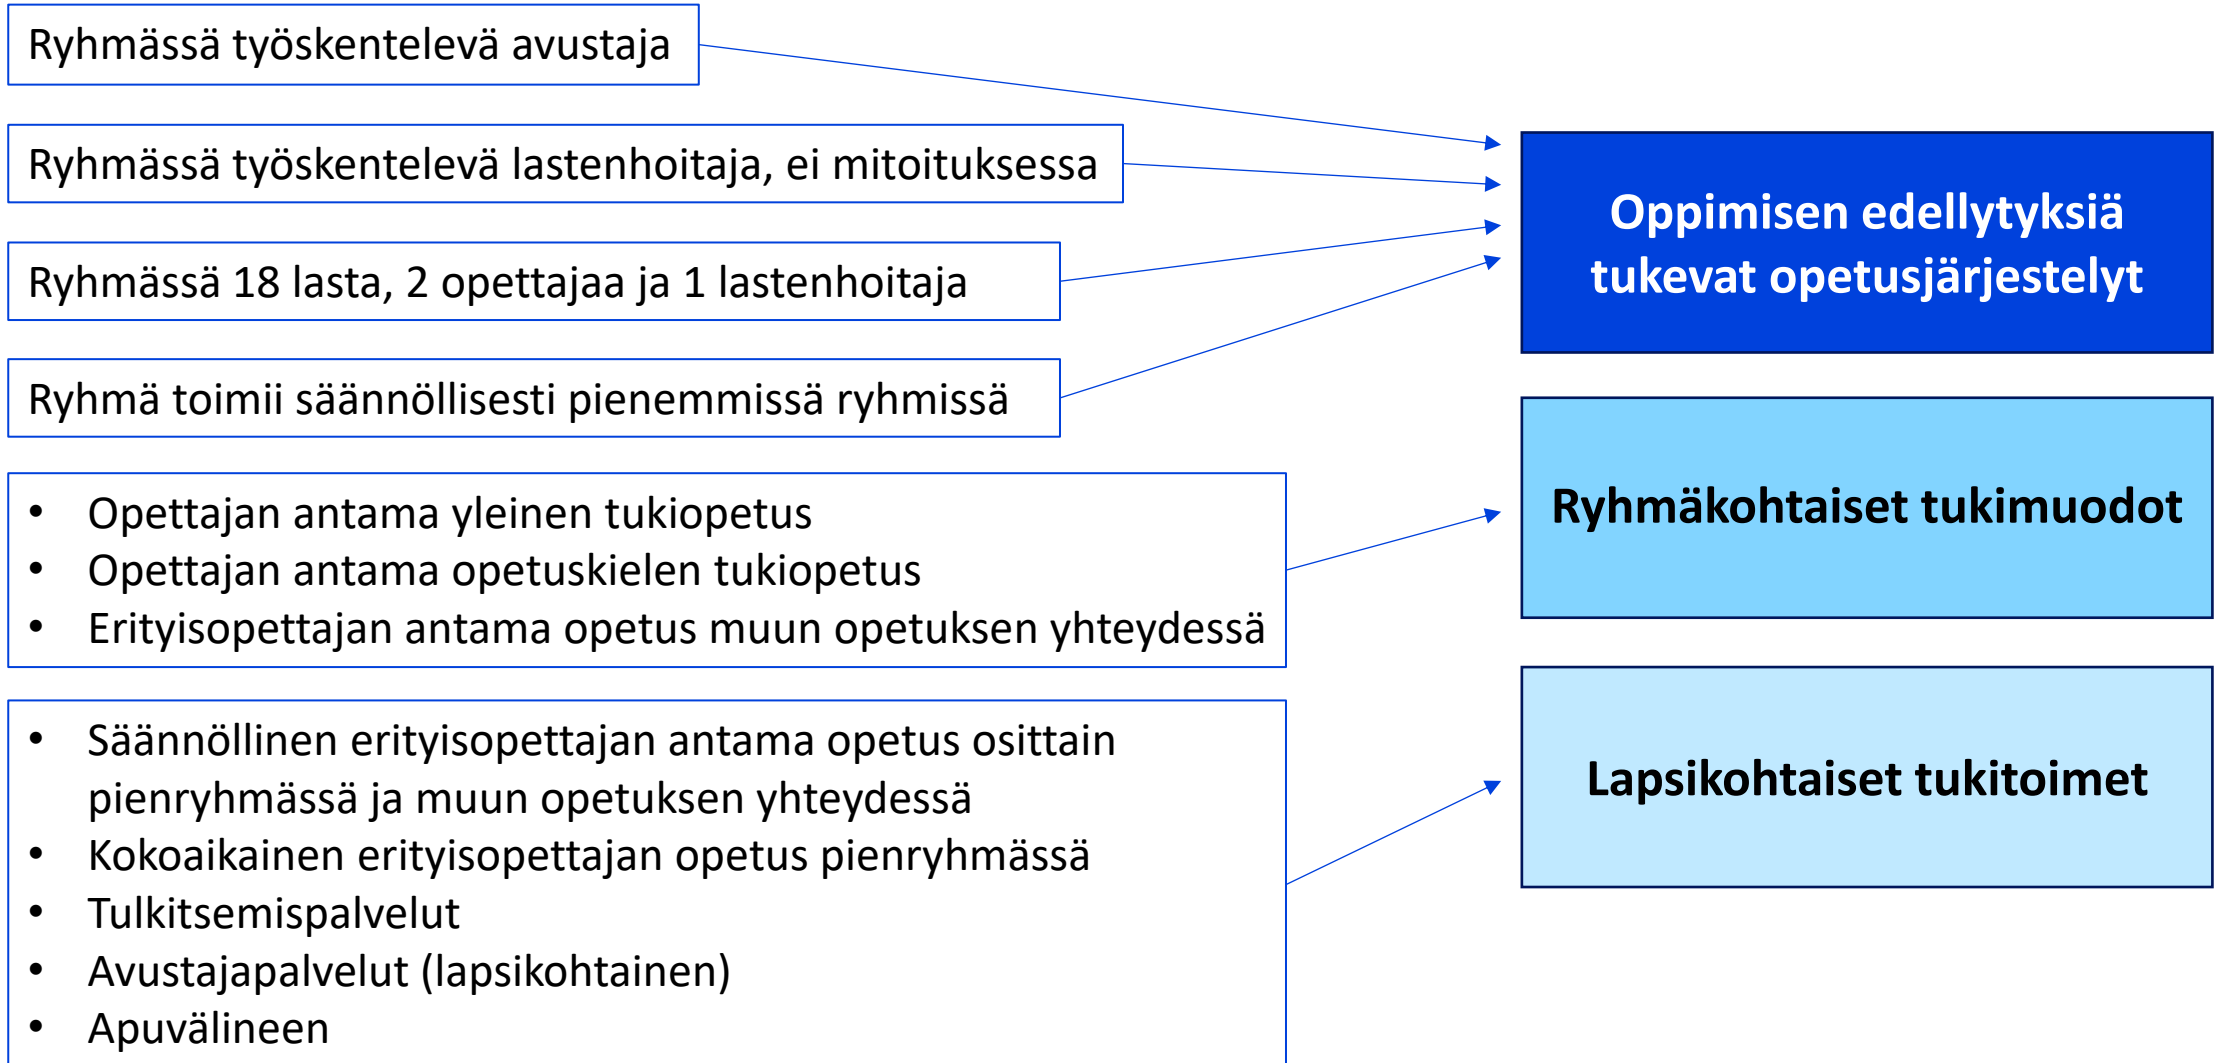 Ryhmässä työskentelevä avustaja
Ryhmässä työskentelevä lastenhoitaja, ei mitoituksessa
Ryhmässä 18 lasta, 2 opettajaa ja 1 lastenhoitaja
Ryhmä toimii säännöllisesti pienemmissä ryhmissä
• Opettajan antama yleinen tukiopetus
• Opettajan antama opetuskielen tukiopetus
• Erityisopettajan antama opetus muun opetuksen yhteydessä
• Säännöllinen erityisopettajan antama opetus osittain
pienryhmässä ja muun opetuksen yhteydessä
• Kokoaikainen erityisopettajan opetus pienryhmässä
• Tulkitsemispalvelut
• Avustajapalvelut (lapsikohtainen)
• Apuvälineen
Oppimisen edellytyksiä
tukevat opetusjärjestelyt
Ryhmäkohtaiset tukimuodot
Lapsikohtaiset tukitoimet